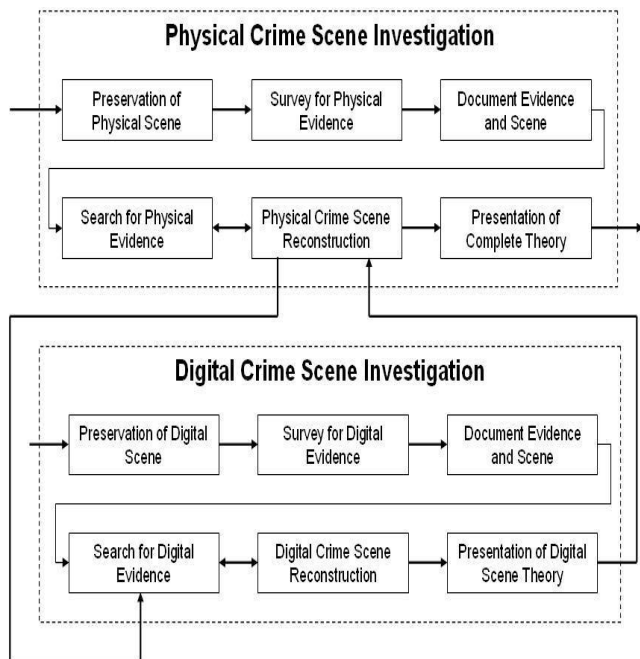 Physical Crime Scene Investigation
Preservation of
Physical Scene
Survey for Physical
Evidence
Document Evidence
and Scene
Search for Physical
Evidence
Physical Crime Scene
Reconstruction
Presentation of
Complete Theory
Digital Crime Scene Investigation
Preservation of Digital
Scene
Survey for Digital
Evidence
Document Evidence
and Scene
Search for Digital
Evidence
Digital Crime Scene
Reconstruction
Presentation of Digital
Scene Theory